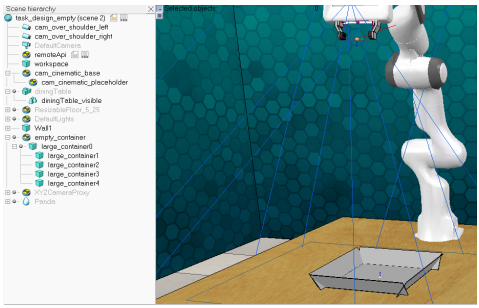 Scene hierarchy
Selected objects: 0
task_design_empty (scene 2)
cam_over_shoulder_left
cam_over_shoulder_right
DefaultCamera
remoteApi
workspace
cam_cinematic_base
cam_cinematic_placeholder
diningTable
diningTable_visible
ResizableFloor_5_25
DefaultLights
Wall1
empty_container
large_container0
large_container1
large_container2
large_container3
large_container4
XYZCameraProxy
Panda